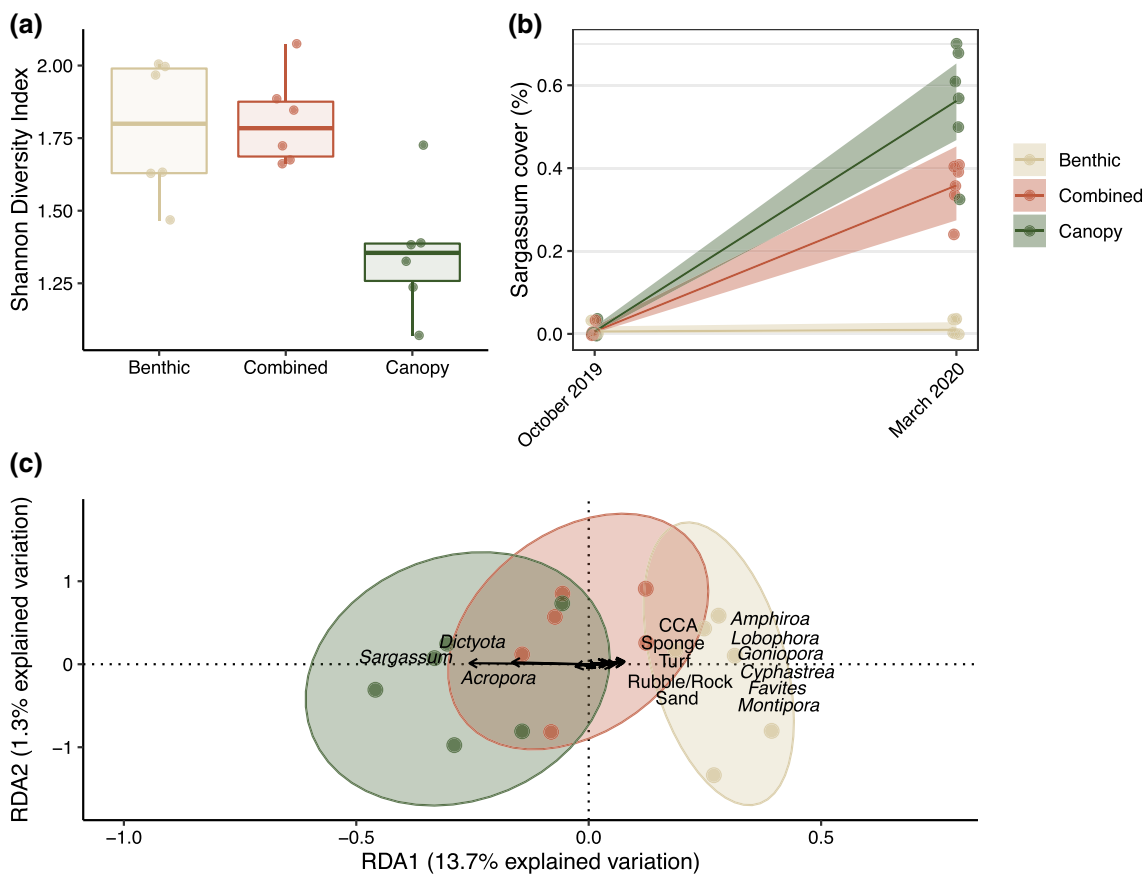 (a)
Shannon Diversity Index
2.00
1.75
1.50
1.25
Benthic
Combined
Canopy
(b)
Sargassum cover (%)
0.6
0.4
0.2
0.0
October 2019
March 2020
Benthic
Combined
Canopy
(c)
RDA2 (1.3% explained variation)
1
0
−1
Dictyota
Sargassum
Acropora
CCA
Sponge
Turf
Rubble/Rock
Sand
Amphiroa
Lobophora
Goniopora
Cyphastrea
Favites
Montipora
−1.0
−0.5
0.0
0.5
RDA1 (13.7% explained variation)